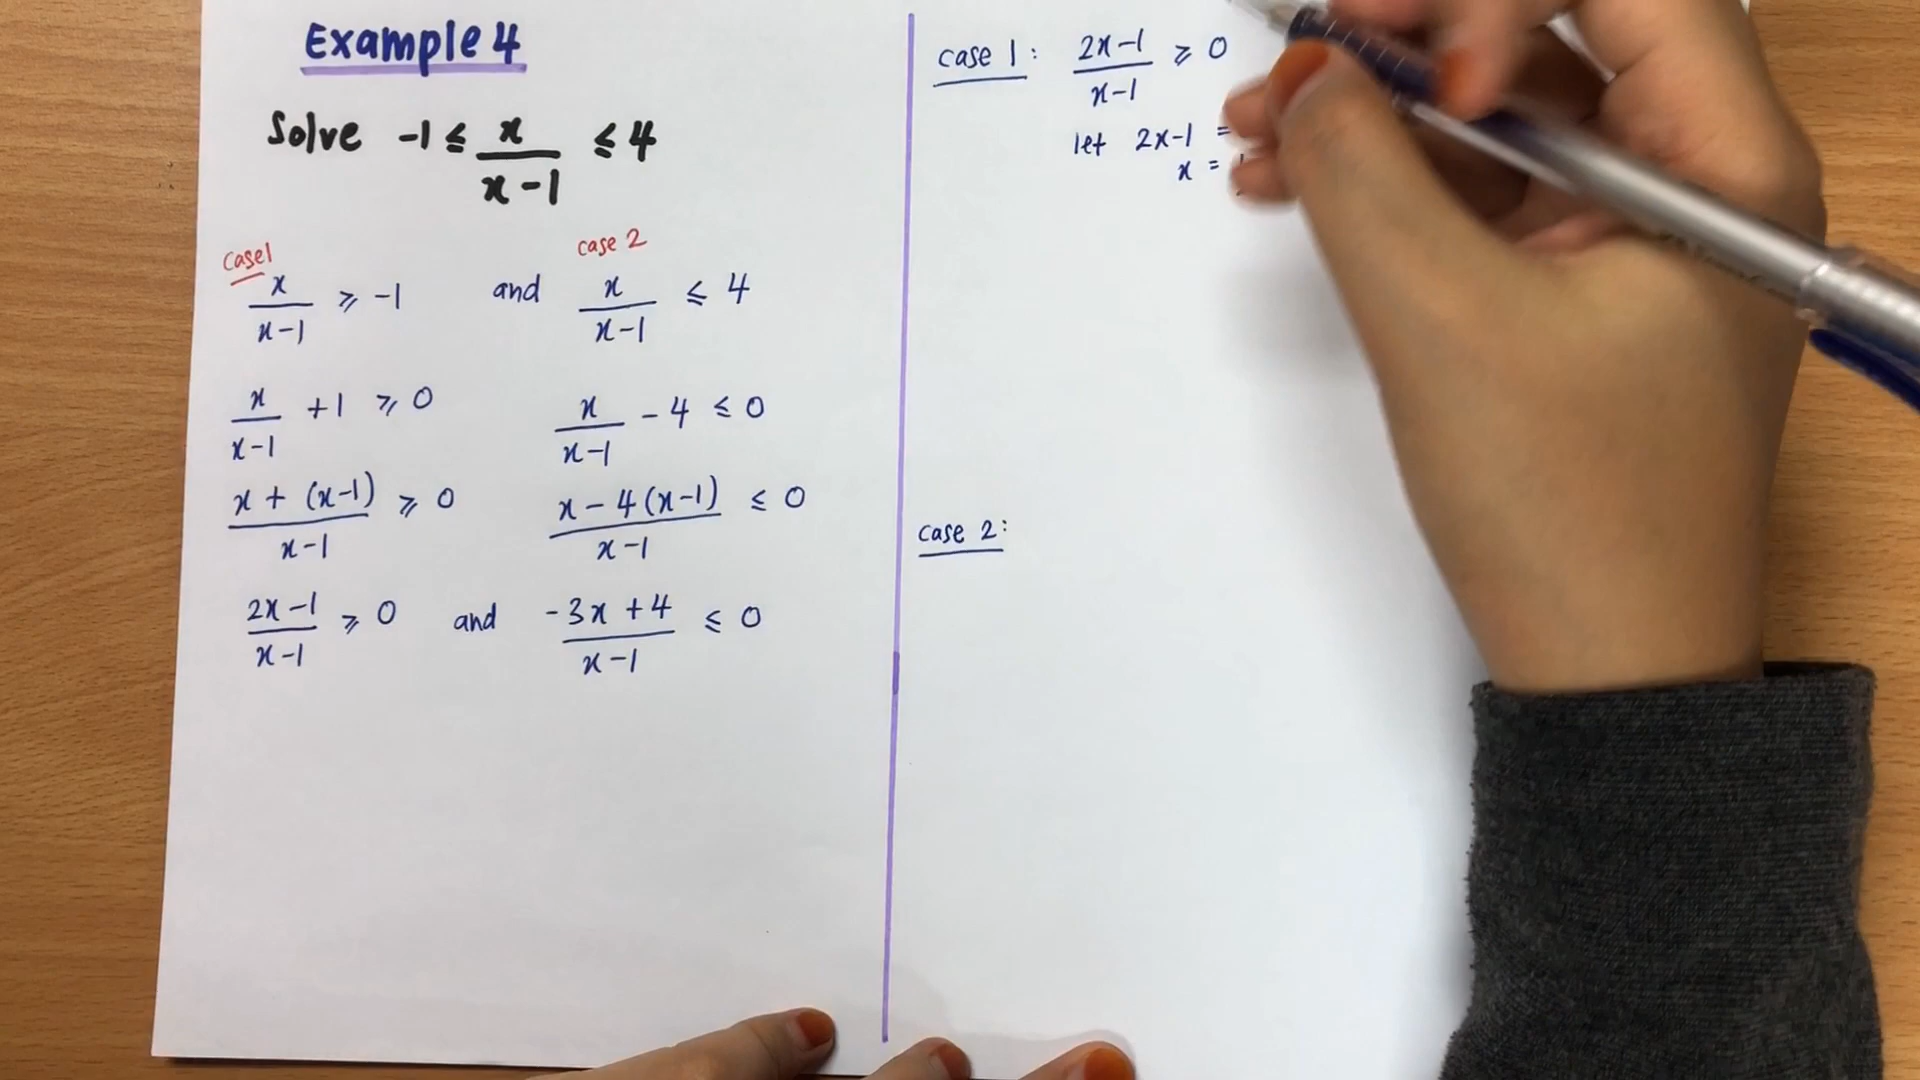 Example 4
Solve -1 ≤ x/(x-1) ≤ 4
case1 case 2
x/(x-1) ≥ -1 and x/(x-1) ≤ 4
x/(x-1) +1 ≥ 0 x/(x-1) - 4 ≤ 0
(x + (x-1))/(x-1) ≥ 0 (x - 4(x-1))/(x-1) ≤ 0
(2x-1)/(x-1) ≥ 0 and (-3x+4)/(x-1) ≤ 0
case 1: (2x-1)/(x-1) ≥ 0
let 2x-1 =
x =
case 2: